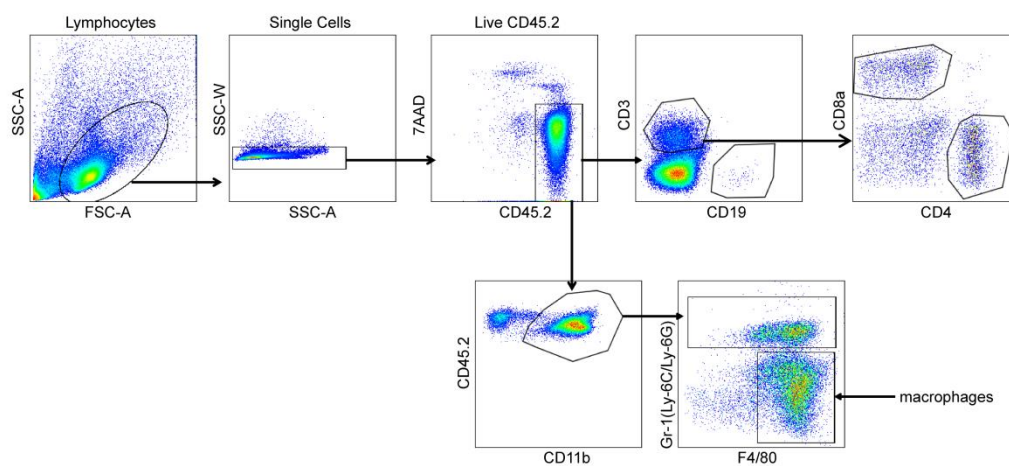 Lymphocytes
Single Cells
Live CD45.2
SSC-A
FSC-A
SSC-W
SSC-A
7AAD
CD45.2
CD3
CD19
CD8a
CD4
CD45.2
CD11b
Gr-1(Ly-6C/Ly-6G)
F4/80
macrophages